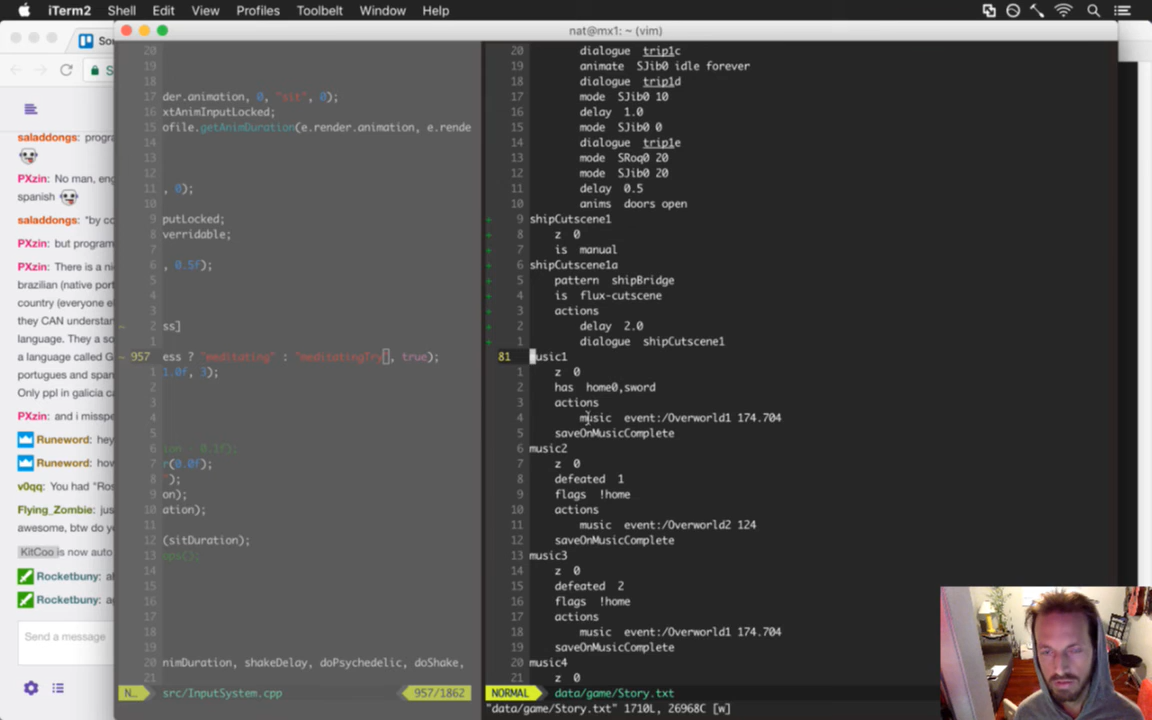 iTerm2 Shell Edit View Profiles Toolbelt Window Help
nat@mx1: ~ (vim)
saladdongs: progra
PXzin: No man, eng
spanish
saladdongs: "by co
PXzin: but program
PXzin: There is a ni
brazilian (native port
country (everyone e
they CAN understan
language. They a so
a language called G
portugues and spani
Only ppl in galicia ca
PXzin: and i misspe
Runeword: hey
Runeword: how
v0qq: You had "Ros
Flying_Zombie: jus
awesome, btw do yo
KitCoo is now auto
Rocketbuny: al
Rocketbuny: a
Send a message
20
19
18
17 der.animation, 0, "sit", 0);
16 xtAnimInputLocked;
15 ofile.getAnimDuration(e.render.animation, e.rende
14
13
12
11 , 0);
10
9 putLocked;
8 verridable;
7
6 , 0.5f);
5
4
3
~ 2 ss]
1
~ 957 ess ? "meditating" : "meditatingTry", true);
1 1.0f, 3);
2
3
4
5
6 ion - 0.1f);
7 r(0.0f);
8 ");
9 on);
10 ation);
11
12 (sitDuration);
13 ops();
14
15
16
17
18
19
20 nimDuration, shakeDelay, doPsychedelic, doShake,
N... src/InputSystem.cpp 957/1862
20 dialogue trip1c
19 animate SJib0 idle forever
18 dialogue trip1d
17 mode SJib0 10
16 delay 1.0
15 mode SJib0 0
14 dialogue trip1e
13 mode SRoq0 20
12 mode SJib0 20
11 delay 0.5
10 anims doors open
+ 9 shipCutscene1
+ 8 z 0
+ 7 is manual
+ 6 shipCutscene1a
+ 5 pattern shipBridge
+ 4 is flux-cutscene
+ 3 actions
+ 2 delay 2.0
+ 1 dialogue shipCutscene1
81 music1
1 z 0
2 has home0,sword
3 actions
4 music event:/Overworld1 174.704
5 saveOnMusicComplete
6 music2
7 z 0
8 defeated 1
9 flags !home
10 actions
11 music event:/Overworld2 124
12 saveOnMusicComplete
13 music3
14 z 0
15 defeated 2
16 flags !home
17 actions
18 music event:/Overworld1 174.704
19 saveOnMusicComplete
20 music4
21 z 0
NORMAL data/game/Story.txt
"data/game/Story.txt" 1710L, 26968C [w]